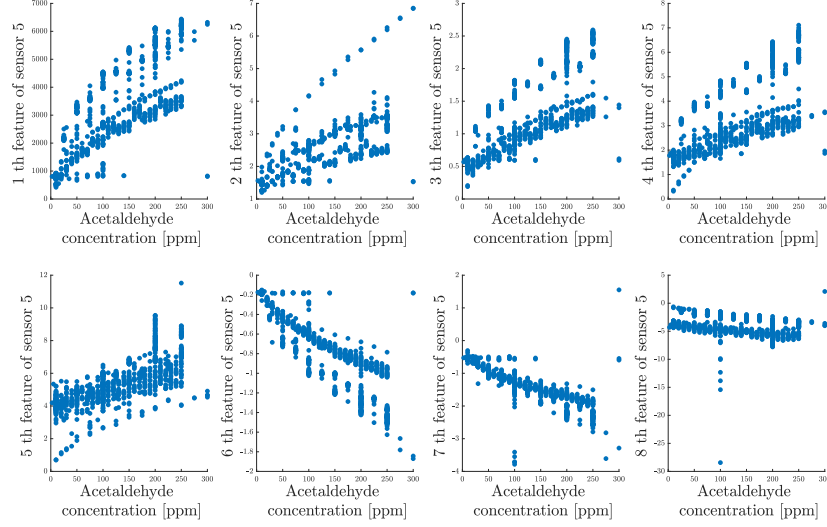 7000
6000
5000
4000
3000
2000
1000
0
1 th feature of sensor 5
0 50 100 150 200 250 300
Acetaldehyde
concentration [ppm]
7
6
5
4
3
2
1
2 th feature of sensor 5
0 50 100 150 200 250 300
Acetaldehyde
concentration [ppm]
3
2.5
2
1.5
1
0.5
0
3 th feature of sensor 5
50 100 150 200 250 300
Acetaldehyde
concentration [ppm]
8
7
6
5
4
3
2
1
0
4 th feature of sensor 5
50 100 150 200 250 300
Acetaldehyde
concentration [ppm]
12
10
8
6
4
2
0
5 th feature of sensor 5
50 100 150 200 250 300
Acetaldehyde
concentration [ppm]
0
-0.2
-0.4
-0.6
-0.8
-1
-1.2
-1.4
-1.6
-1.8
-2
6 th feature of sensor 5
0 50 100 150 200 250 300
Acetaldehyde
concentration [ppm]
2
1
0
-1
-2
-3
-4
7 th feature of sensor 5
50 100 150 200 250 300
Acetaldehyde
concentration [ppm]
5
0
-5
-10
-15
-20
-25
-30
8 th feature of sensor 5
50 100 150 200 250 300
Acetaldehyde
concentration [ppm]